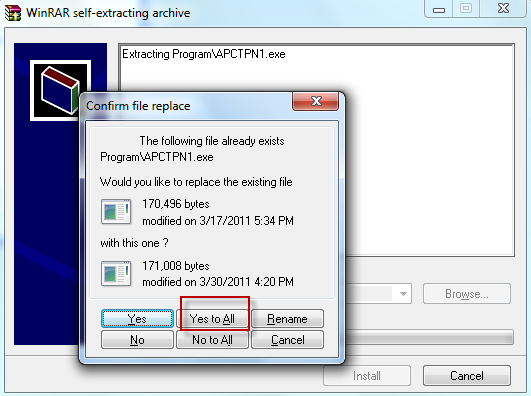 WinRAR self-extracting archive
Extracting Program\APCTPN1.exe
Confirm file replace
The following file already exists
Program\APCTPN1.exe
Would you like to replace the existing file
170,496 bytes
modified on 3/17/2011 5:34 PM
with this one ?
171,008 bytes
modified on 3/30/2011 4:20 PM
Yes Yes to All Rename
No No to All Cancel
Browse...
Install Cancel